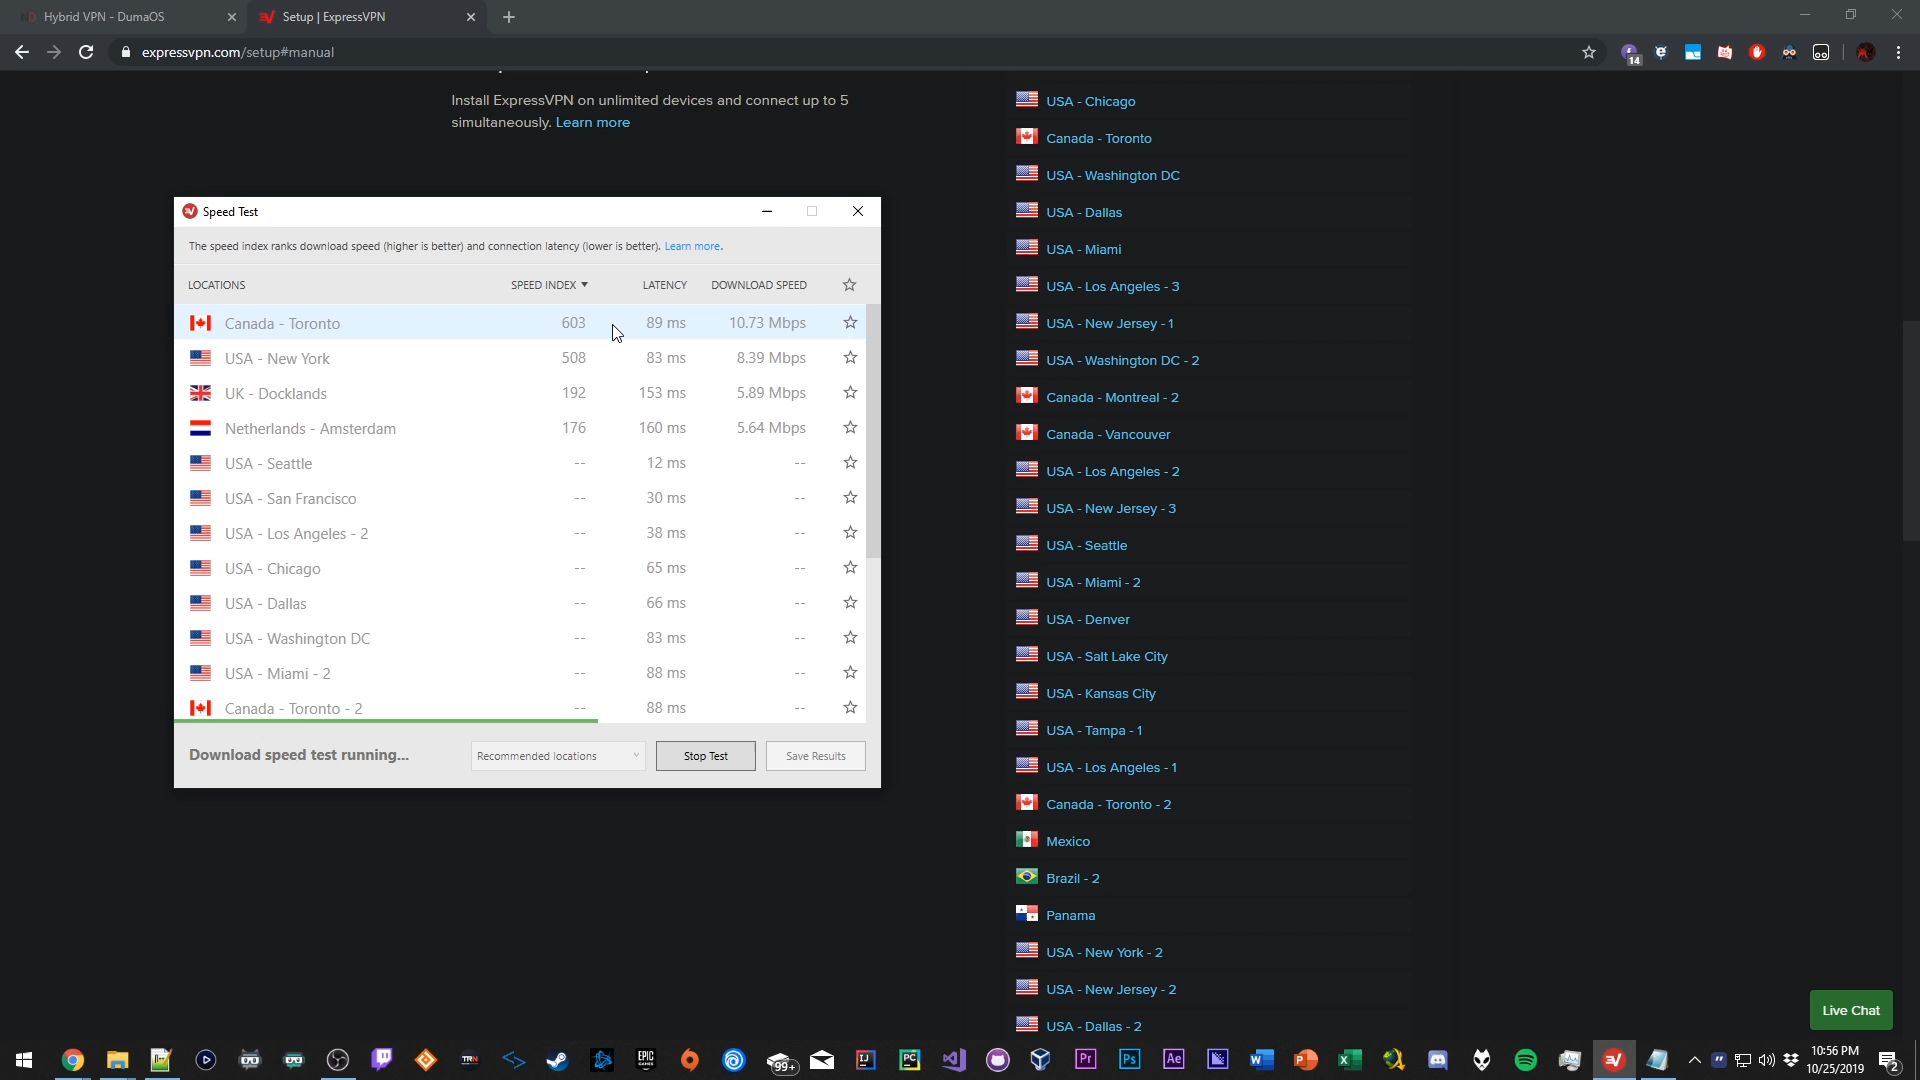 Hybrid VPN - DumaOS
Setup | ExpressVPN
expressvpn.com/setup#manual
14
Install ExpressVPN on unlimited devices and connect up to 5
simultaneously. Learn more
Speed Test
The speed index ranks download speed (higher is better) and connection latency (lower is better). Learn more.
LOCATIONS SPEED INDEX LATENCY DOWNLOAD SPEED
Canada - Toronto 603 89 ms 10.73 Mbps
USA - New York 508 83 ms 8.39 Mbps
UK - Docklands 192 153 ms 5.89 Mbps
Netherlands - Amsterdam 176 160 ms 5.64 Mbps
USA - Seattle -- 12 ms --
USA - San Francisco -- 30 ms --
USA - Los Angeles - 2 -- 38 ms --
USA - Chicago -- 65 ms --
USA - Dallas -- 66 ms --
USA - Washington DC -- 83 ms --
USA - Miami - 2 -- 88 ms --
Canada - Toronto - 2 -- 88 ms --
Download speed test running...
Recommended locations
Stop Test
Save Results
USA - Chicago
Canada - Toronto
USA - Washington DC
USA - Dallas
USA - Miami
USA - Los Angeles - 3
USA - New Jersey - 1
USA - Washington DC - 2
Canada - Montreal - 2
Canada - Vancouver
USA - Los Angeles - 2
USA - New Jersey - 3
USA - Seattle
USA - Miami - 2
USA - Denver
USA - Salt Lake City
USA - Kansas City
USA - Tampa - 1
USA - Los Angeles - 1
Canada - Toronto - 2
Mexico
Brazil - 2
Panama
USA - New York - 2
USA - New Jersey - 2
USA - Dallas - 2
Live Chat
TRN
EPIC GAMES
99+
IJ
PC
Pr
Ps
Ae
10:56 PM
10/25/2019
2